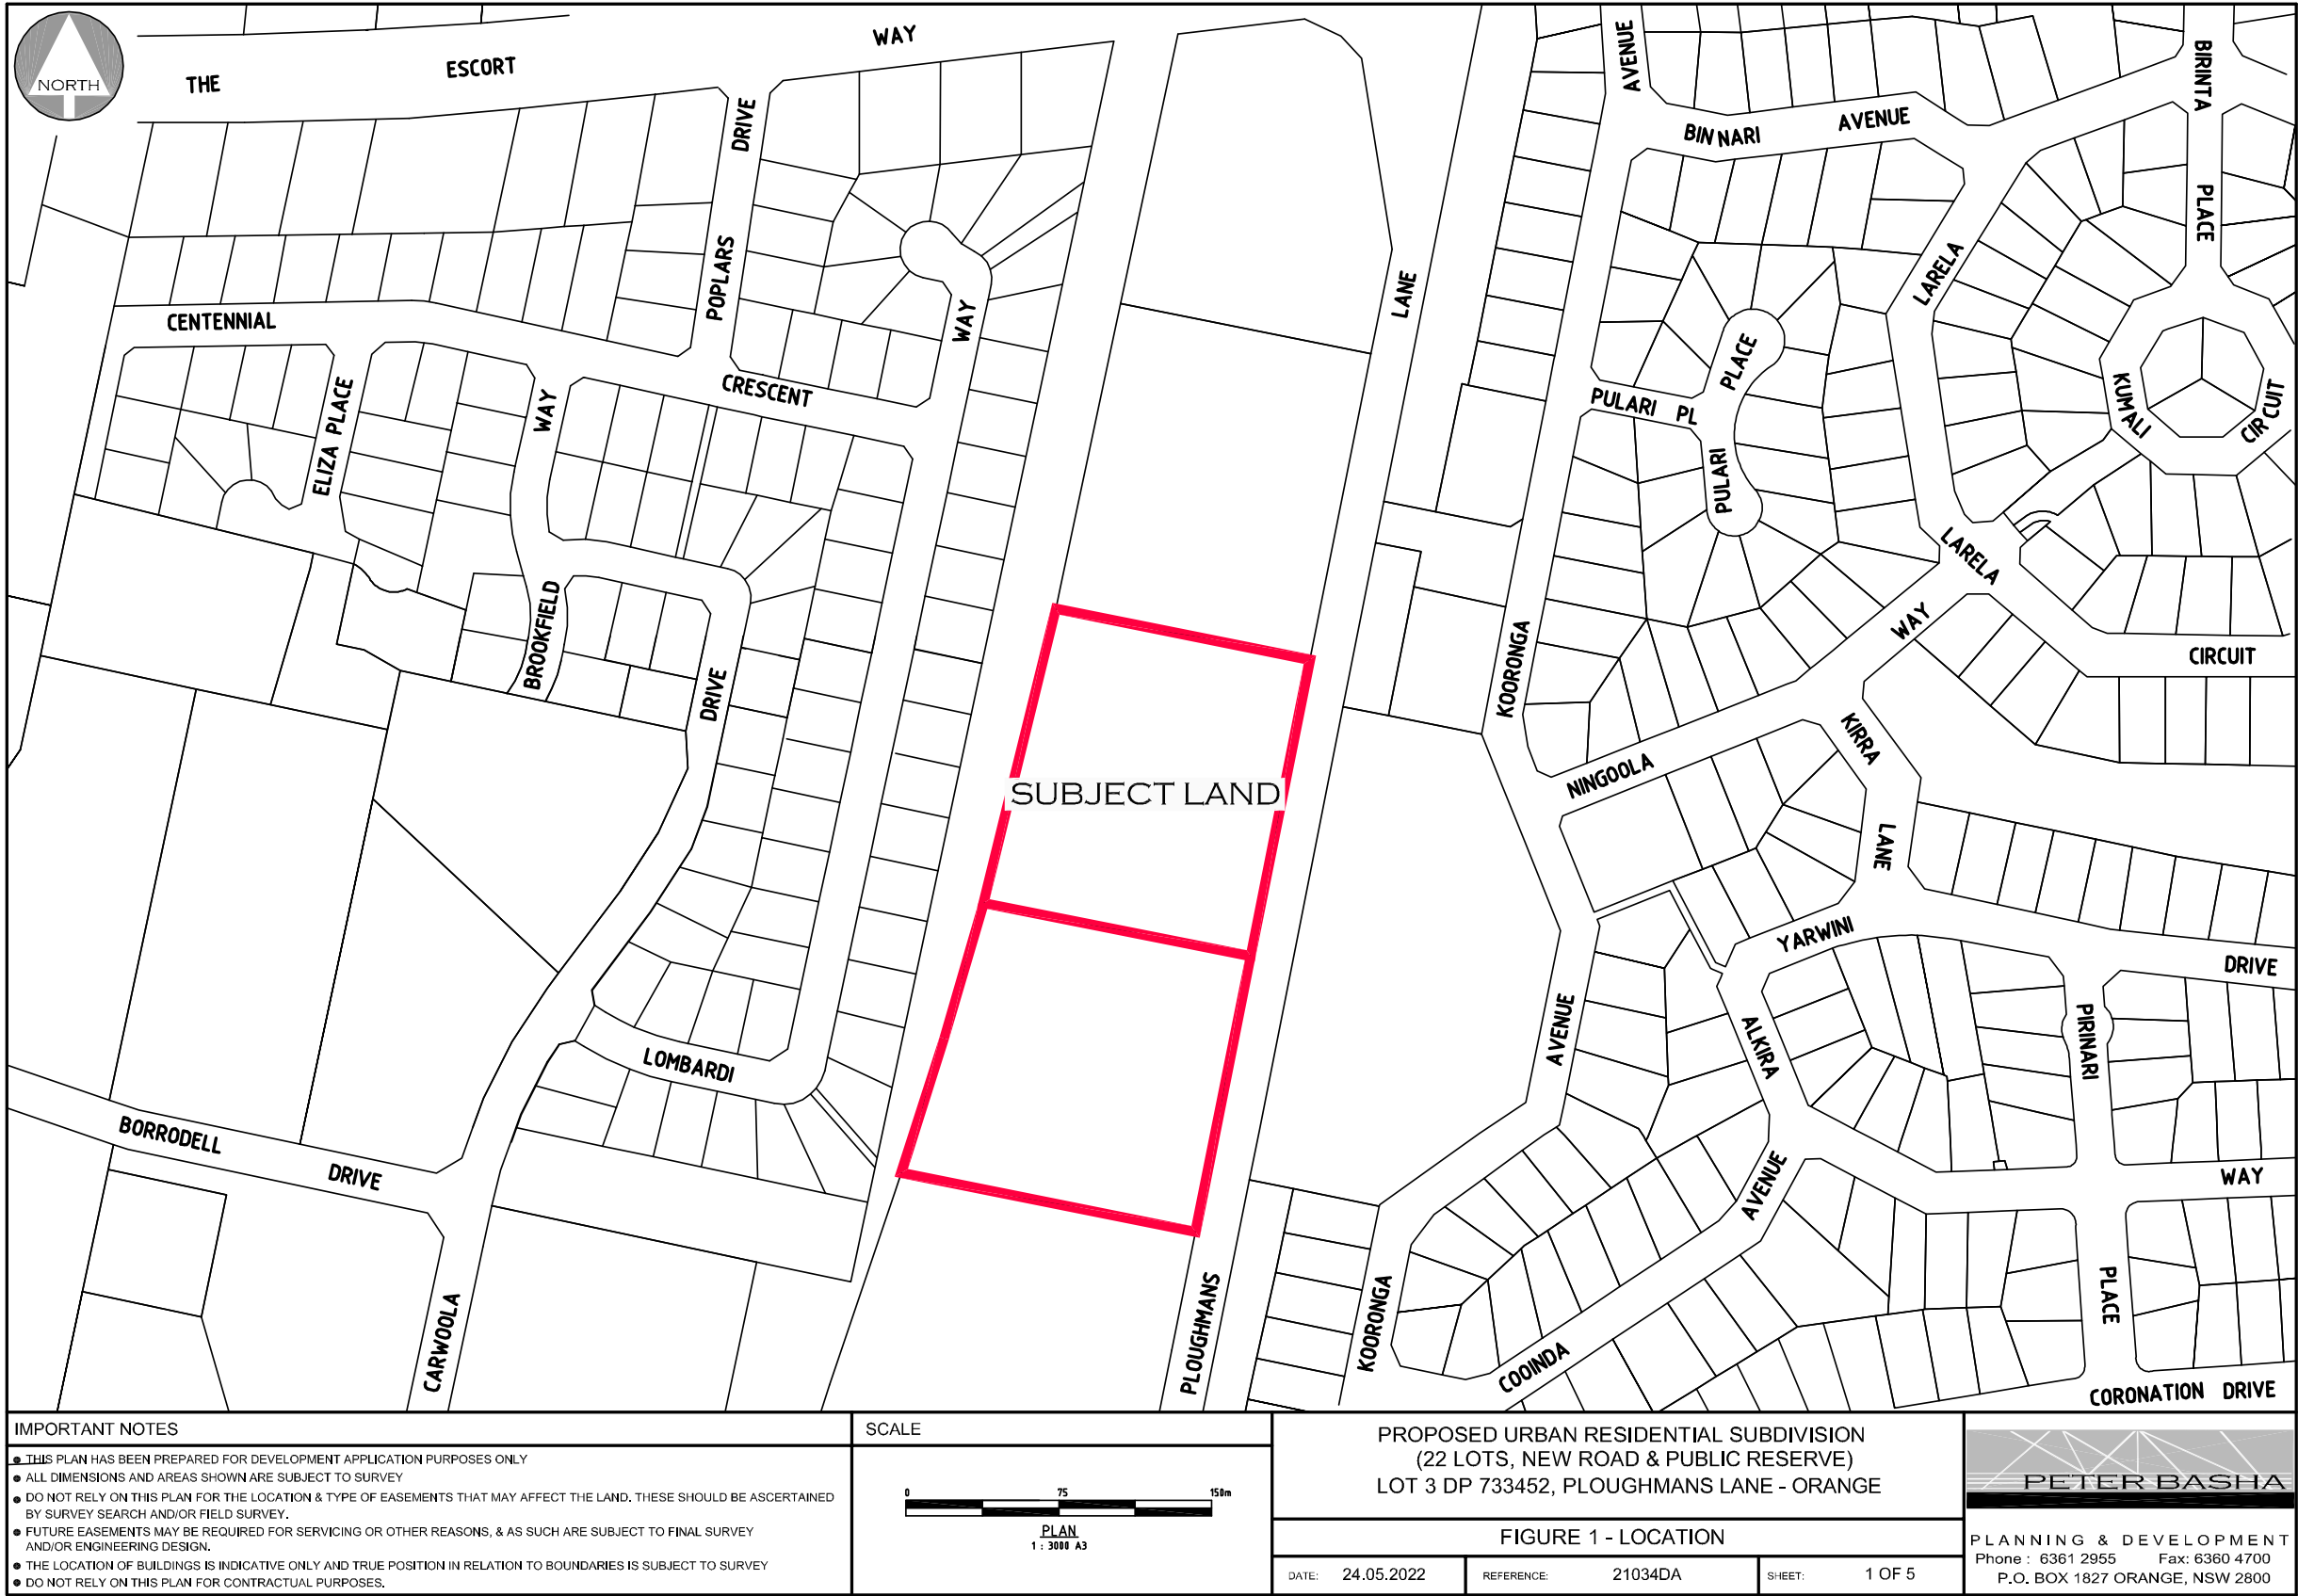 NORTH
THE
ESCORT
WAY
DRIVE
POPLARS
CENTENNIAL
CRESCENT
WAY
ELIZA PLACE
WAY
BROOKFIELD
DRIVE
LOMBARDI
BORRODELL
DRIVE
CARWOOLA
SUBJECT LAND
LANE
PLOUGHMANS
AVENUE
BINNARI
AVENUE
BIRINTA
PLACE
LARELA
PLACE
PULARI PL
PULARI
KUMALI
CIRCUIT
LARELA
CIRCUIT
KOORONGA
WAY
NINGOOLA
KIRRA
LANE
YARWINI
DRIVE
AVENUE
ALKIRA
PIRINARI
AVENUE
WAY
PLACE
KOORONGA
COOINDA
CORONATION DRIVE
IMPORTANT NOTES
THIS PLAN HAS BEEN PREPARED FOR DEVELOPMENT APPLICATION PURPOSES ONLY
ALL DIMENSIONS AND AREAS SHOWN ARE SUBJECT TO SURVEY
DO NOT RELY ON THIS PLAN FOR THE LOCATION & TYPE OF EASEMENTS THAT MAY AFFECT THE LAND. THESE SHOULD BE ASCERTAINED
BY SURVEY SEARCH AND/OR FIELD SURVEY.
FUTURE EASEMENTS MAY BE REQUIRED FOR SERVICING OR OTHER REASONS, & AS SUCH ARE SUBJECT TO FINAL SURVEY
AND/OR ENGINEERING DESIGN.
THE LOCATION OF BUILDINGS IS INDICATIVE ONLY AND TRUE POSITION IN RELATION TO BOUNDARIES IS SUBJECT TO SURVEY
DO NOT RELY ON THIS PLAN FOR CONTRACTUAL PURPOSES.
SCALE
0 75 150m
PLAN
1 : 3000 A3
PROPOSED URBAN RESIDENTIAL SUBDIVISION
(22 LOTS, NEW ROAD & PUBLIC RESERVE)
LOT 3 DP 733452, PLOUGHMANS LANE - ORANGE
FIGURE 1 - LOCATION
DATE: 24.05.2022 REFERENCE: 21034DA SHEET: 1 OF 5
PETER BASHA
PLANNING & DEVELOPMENT
Phone : 6361 2955 Fax: 6360 4700
P.O. BOX 1827 ORANGE, NSW 2800